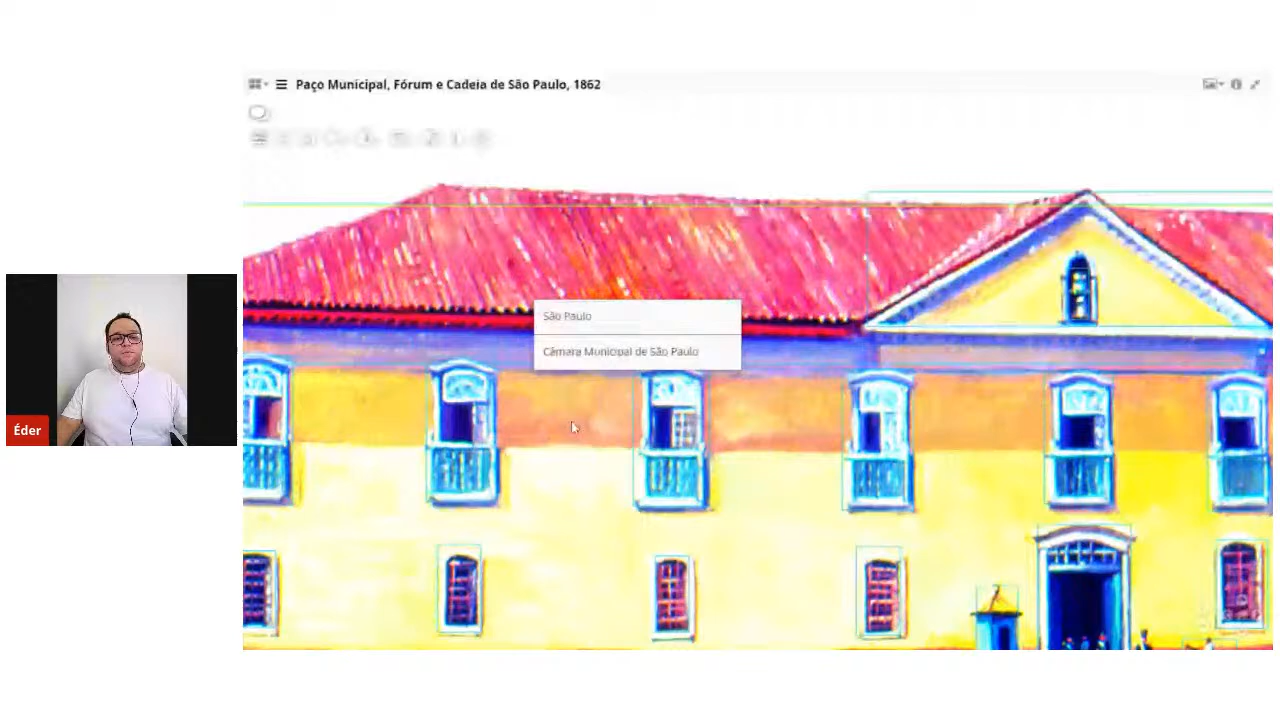 Paço Municipal, Fórum e Cadeia de São Paulo, 1862
São Paulo
Câmara Municipal de São Paulo
Éder